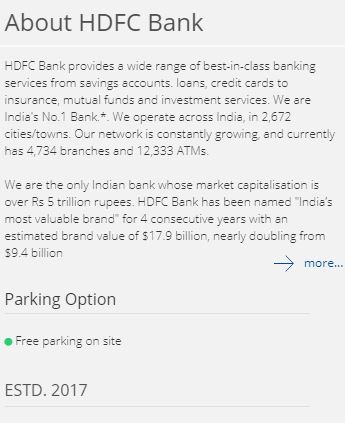 About HDFC Bank
HDFC Bank provides a wide range of best-in-class banking
services from savings accounts. loans, credit cards to
insurance, mutual funds and investment services. We are
India's No.1 Bank.*. We operate across India, in 2,672
cities/towns. Our network is constantly growing, and currently
has 4,734 branches and 12,333 ATMs.
We are the only Indian bank whose market capitalisation is
over Rs 5 trillion rupees. HDFC Bank has been named "India's
most valuable brand" for 4 consecutive years with an
estimated brand value of $17.9 billion, nearly doubling from
$9.4 billion
more...
Parking Option
Free parking on site
ESTD. 2017